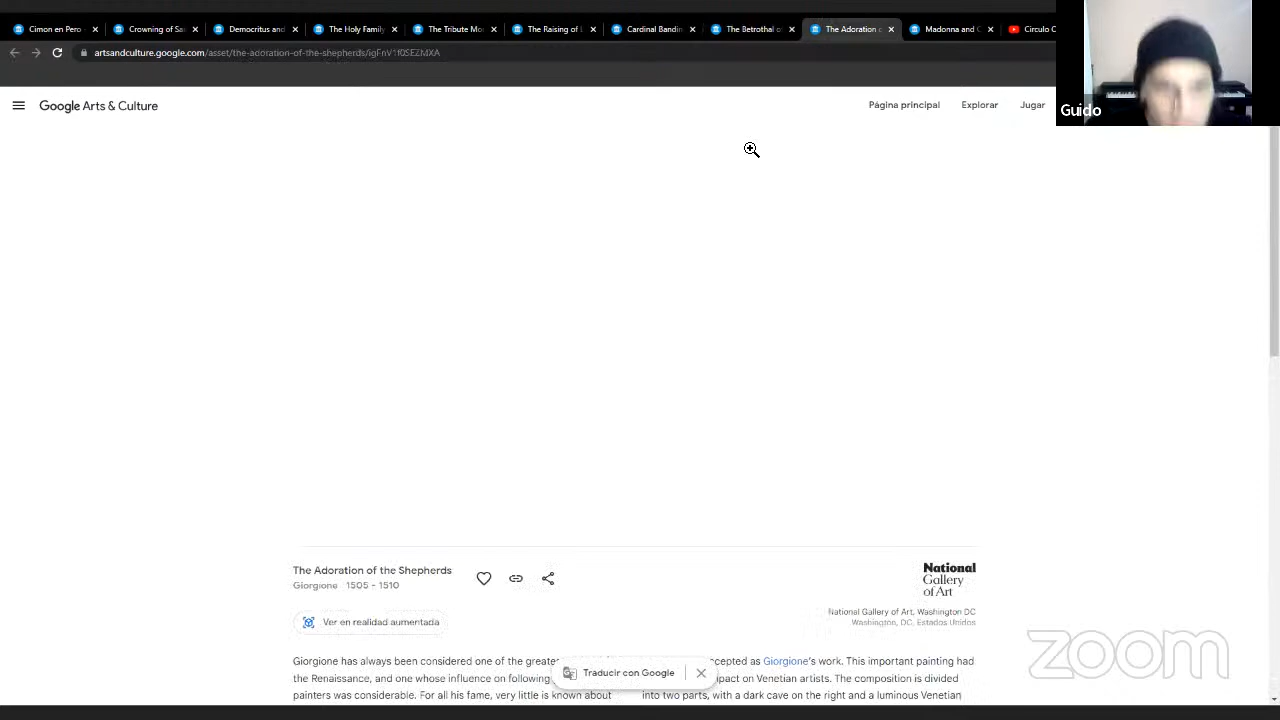 Cimon en Pero
Crowning of Sa
Democritus and
The Holy Family
The Tribute Mo
The Raising of L
Cardinal Bandin
The Betrothal o
The Adoration o
Madonna and C
Circulo C
artsandculture.google.com/asset/the-adoration-of-the-shepherds/igFnV1f0SEZMXA
Guido
Google Arts & Culture
Página principal
Explorar
Jugar
The Adoration of the Shepherds
Giorgione 1505 - 1510
National
Gallery
of Art
National Gallery of Art, Washington DC
Washington, DC, Estados Unidos
Ver en realidad aumentada
Giorgione has always been considered one of the greates
the Renaissance, and one whose influence on following
painters was considerable. For all his fame, very little is known about
Traducir con Google
cepted as Giorgione's work. This important painting had
pact on Venetian artists. The composition is divided
into two parts, with a dark cave on the right and a luminous Venetian
zoom